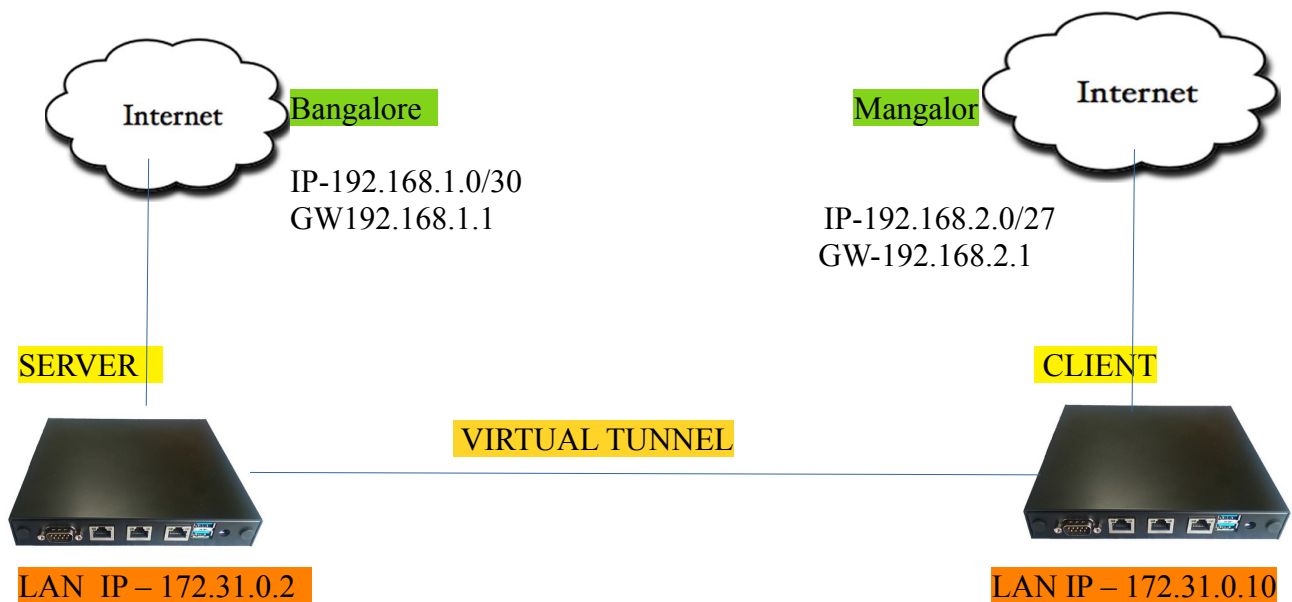 Internet
Bangalore
IP-192.168.1.0/30
GW192.168.1.1
Mangalor
Internet
IP-192.168.2.0/27
GW-192.168.2.1
SERVER
CLIENT
VIRTUAL TUNNEL
LAN IP – 172.31.0.2
LAN IP – 172.31.0.10